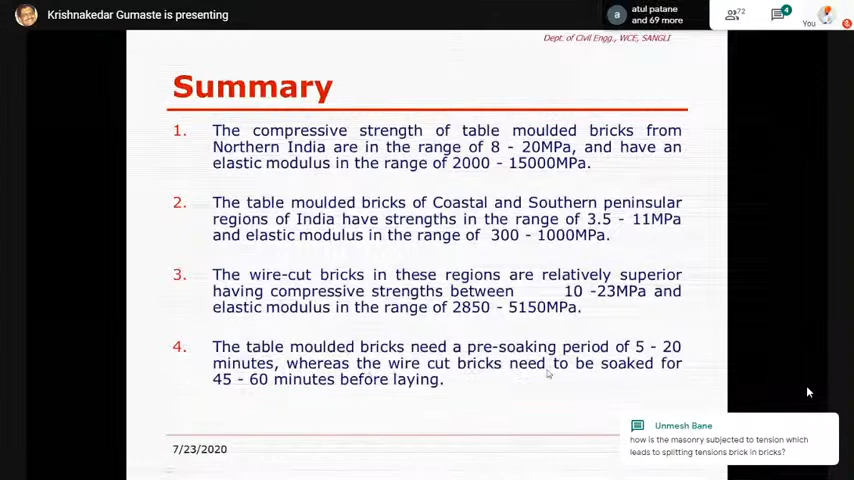 Krishnakedar Gumaste is presenting
atul patane
and 69 more
a
72
4
You
Dept. of Civil Engg., WCE, SANGLI
Summary
1. The compressive strength of table moulded bricks from
Northern India are in the range of 8 - 20MPa, and have an
elastic modulus in the range of 2000 - 15000MPa.
2. The table moulded bricks of Coastal and Southern peninsular
regions of India have strengths in the range of 3.5 - 11MPa
and elastic modulus in the range of 300 - 1000MPa.
3. The wire-cut bricks in these regions are relatively superior
having compressive strengths between 10 -23MPa and
elastic modulus in the range of 2850 - 5150MPa.
4. The table moulded bricks need a pre-soaking period of 5 - 20
minutes, whereas the wire cut bricks need to be soaked for
45 - 60 minutes before laying.
7/23/2020
Unmesh Bane
how is the masonry subjected to tension which
leads to splitting tensions brick in bricks?